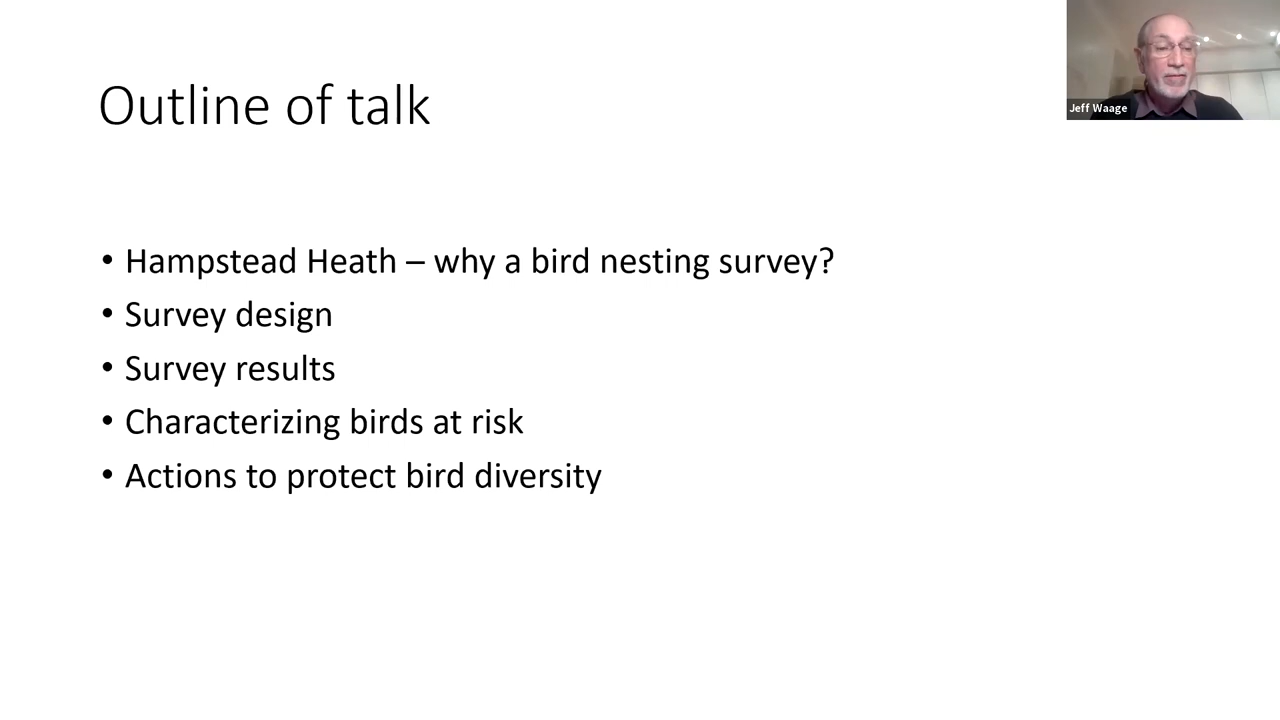 Outline of talk
Jeff Waage
• Hampstead Heath – why a bird nesting survey?
• Survey design
• Survey results
• Characterizing birds at risk
• Actions to protect bird diversity